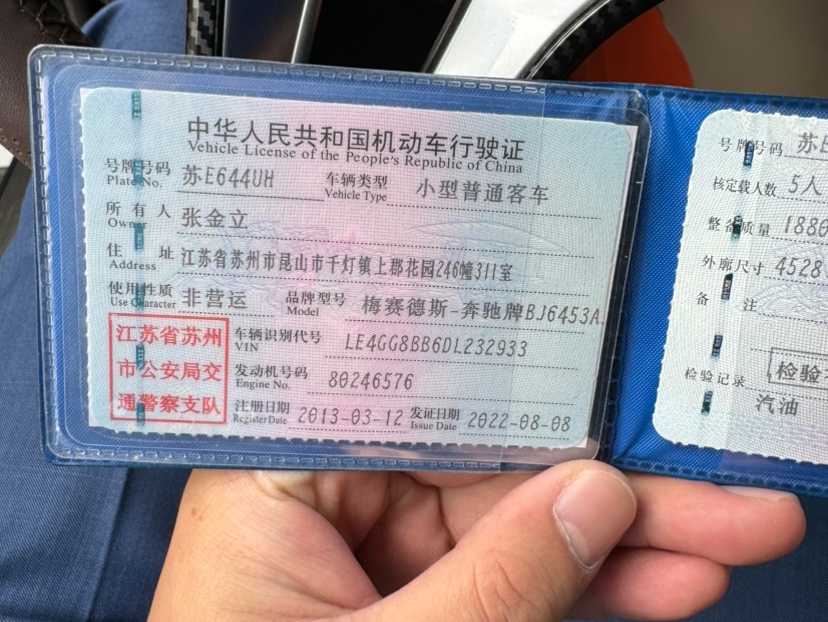 中华人民共和国机动车行驶证
Vehicle License of the People's Republic of China
号牌号码 Plate No. 苏E644UH 车辆类型 Vehicle Type 小型普通客车
所有人 Owner 张金立
住址 Address 江苏省苏州市昆山市千灯镇上郡花园246幢311室
使用性质 Use Character 非营运 品牌型号 Model 梅赛德斯-奔驰牌BJ6453A
江苏省苏州
市公安局交
通警察支队
车辆识别代号 VIN LE4GG8BB6DL232933
发动机号码 Engine No. 80246576
注册日期 Register Date 2013-03-12 发证日期 Issue Date 2022-08-08
号牌号码 苏E
核定载人数 5人
整备质量 1880
外廓尺寸 4528
备注
检验记录 检验
汽油